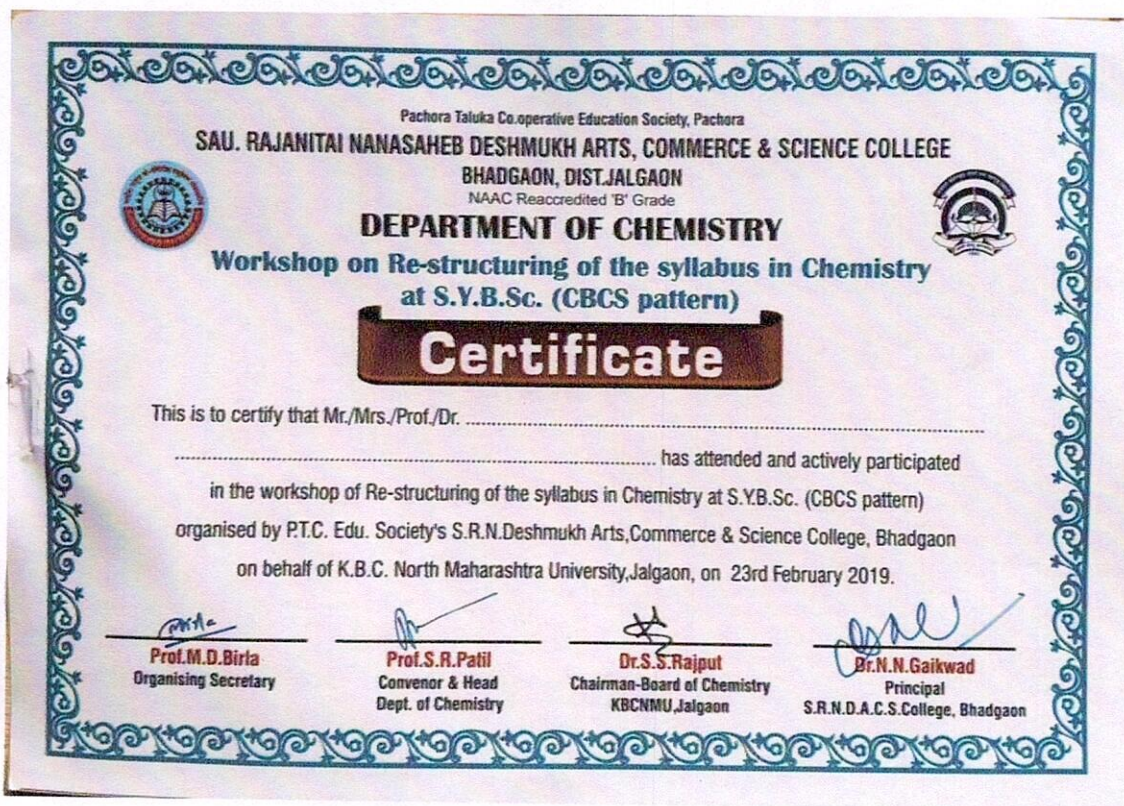 Pachora Taluka Co.operative Education Society, Pachora
SAU. RAJANITAI NANASAHEB DESHMUKH ARTS, COMMERCE & SCIENCE COLLEGE
BHADGAON, DIST.JALGAON
NAAC Reaccredited 'B' Grade
DEPARTMENT OF CHEMISTRY
Workshop on Re-structuring of the syllabus in Chemistry
at S.Y.B.Sc. (CBCS pattern)
Certificate
This is to certify that Mr./Mrs./Prof./Dr. ....................
.................... has attended and actively participated
in the workshop of Re-structuring of the syllabus in Chemistry at S.Y.B.Sc. (CBCS pattern)
organised by P.T.C. Edu. Society's S.R.N.Deshmukh Arts,Commerce & Science College, Bhadgaon
on behalf of K.B.C. North Maharashtra University,Jalgaon, on 23rd February 2019.
Prof.M.D.Birla
Organising Secretary
Prof.S.R.Patil
Convenor & Head
Dept. of Chemistry
Dr.S.S.Rajput
Chairman-Board of Chemistry
KBCNMU,Jalgaon
Dr.N.N.Gaikwad
Principal
S.R.N.D.A.C.S.College, Bhadgaon